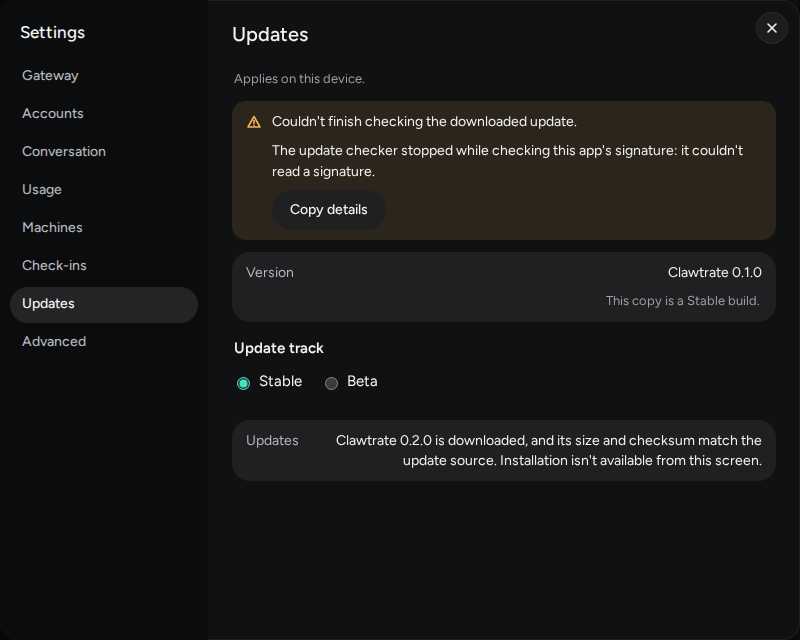 Settings
Gateway
Accounts
Conversation
Usage
Machines
Check-ins
Updates
Advanced
Updates
Applies on this device.
Couldn't finish checking the downloaded update.
The update checker stopped while checking this app's signature: it couldn't
read a signature.
Copy details
Version
Clawtrate 0.1.0
This copy is a Stable build.
Update track
Stable
Beta
Updates
Clawtrate 0.2.0 is downloaded, and its size and checksum match the
update source. Installation isn't available from this screen.